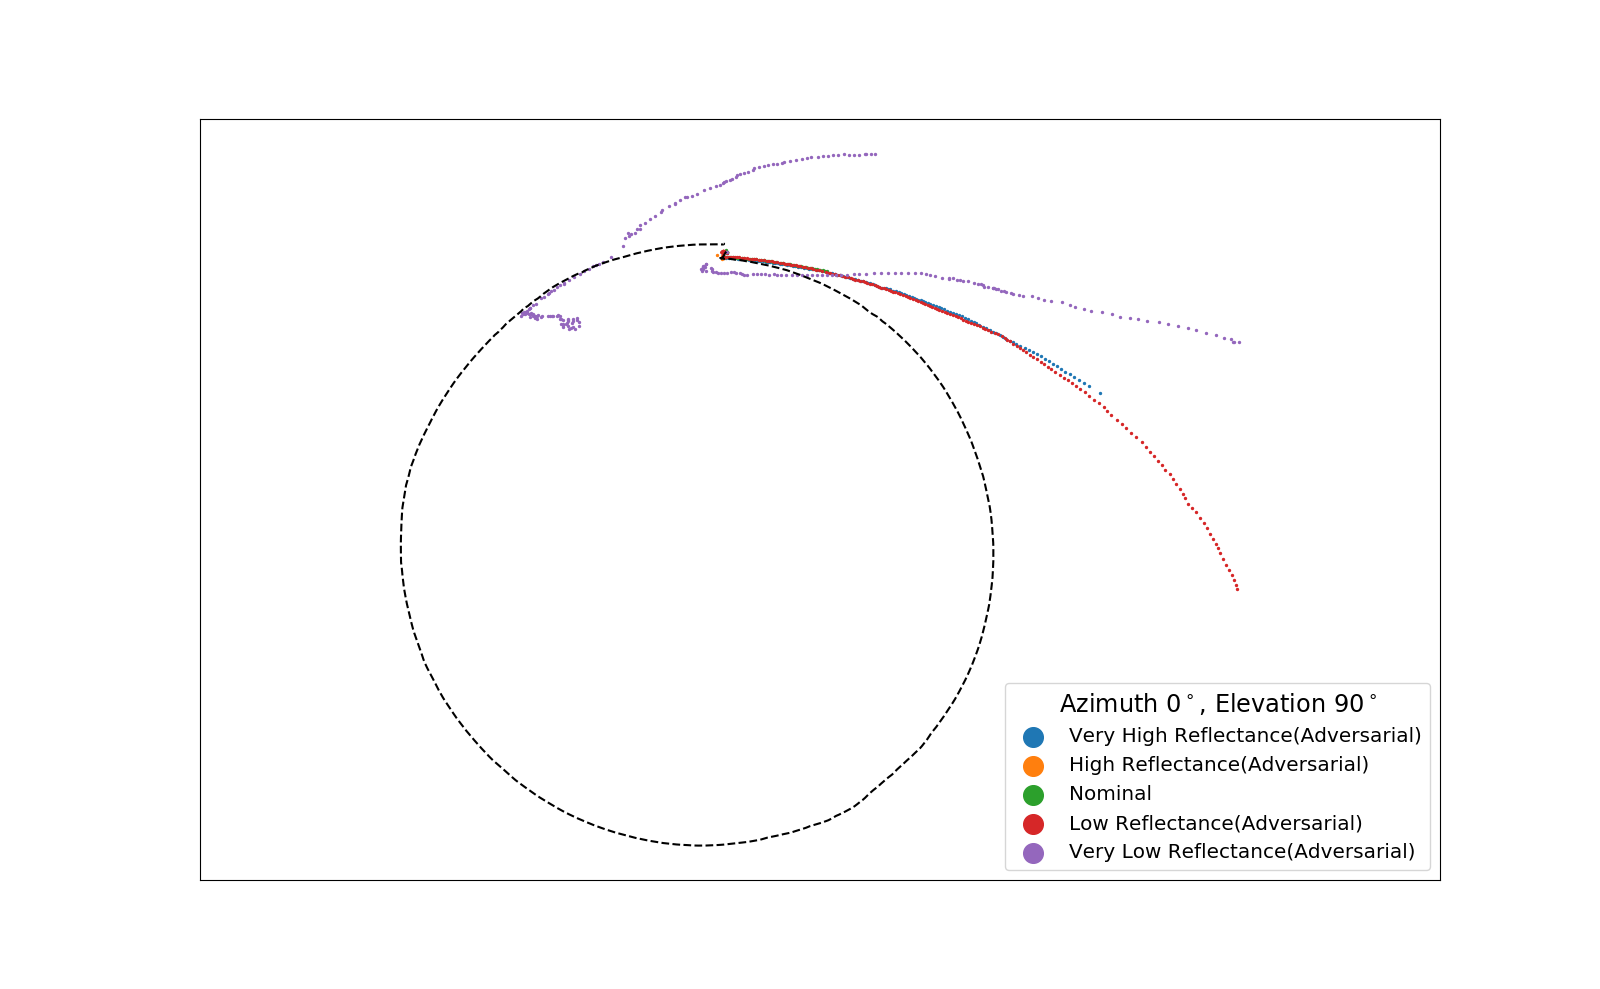 Azimuth 0°, Elevation 90°
Very High Reflectance(Adversarial)
High Reflectance(Adversarial)
Nominal
Low Reflectance(Adversarial)
Very Low Reflectance(Adversarial)